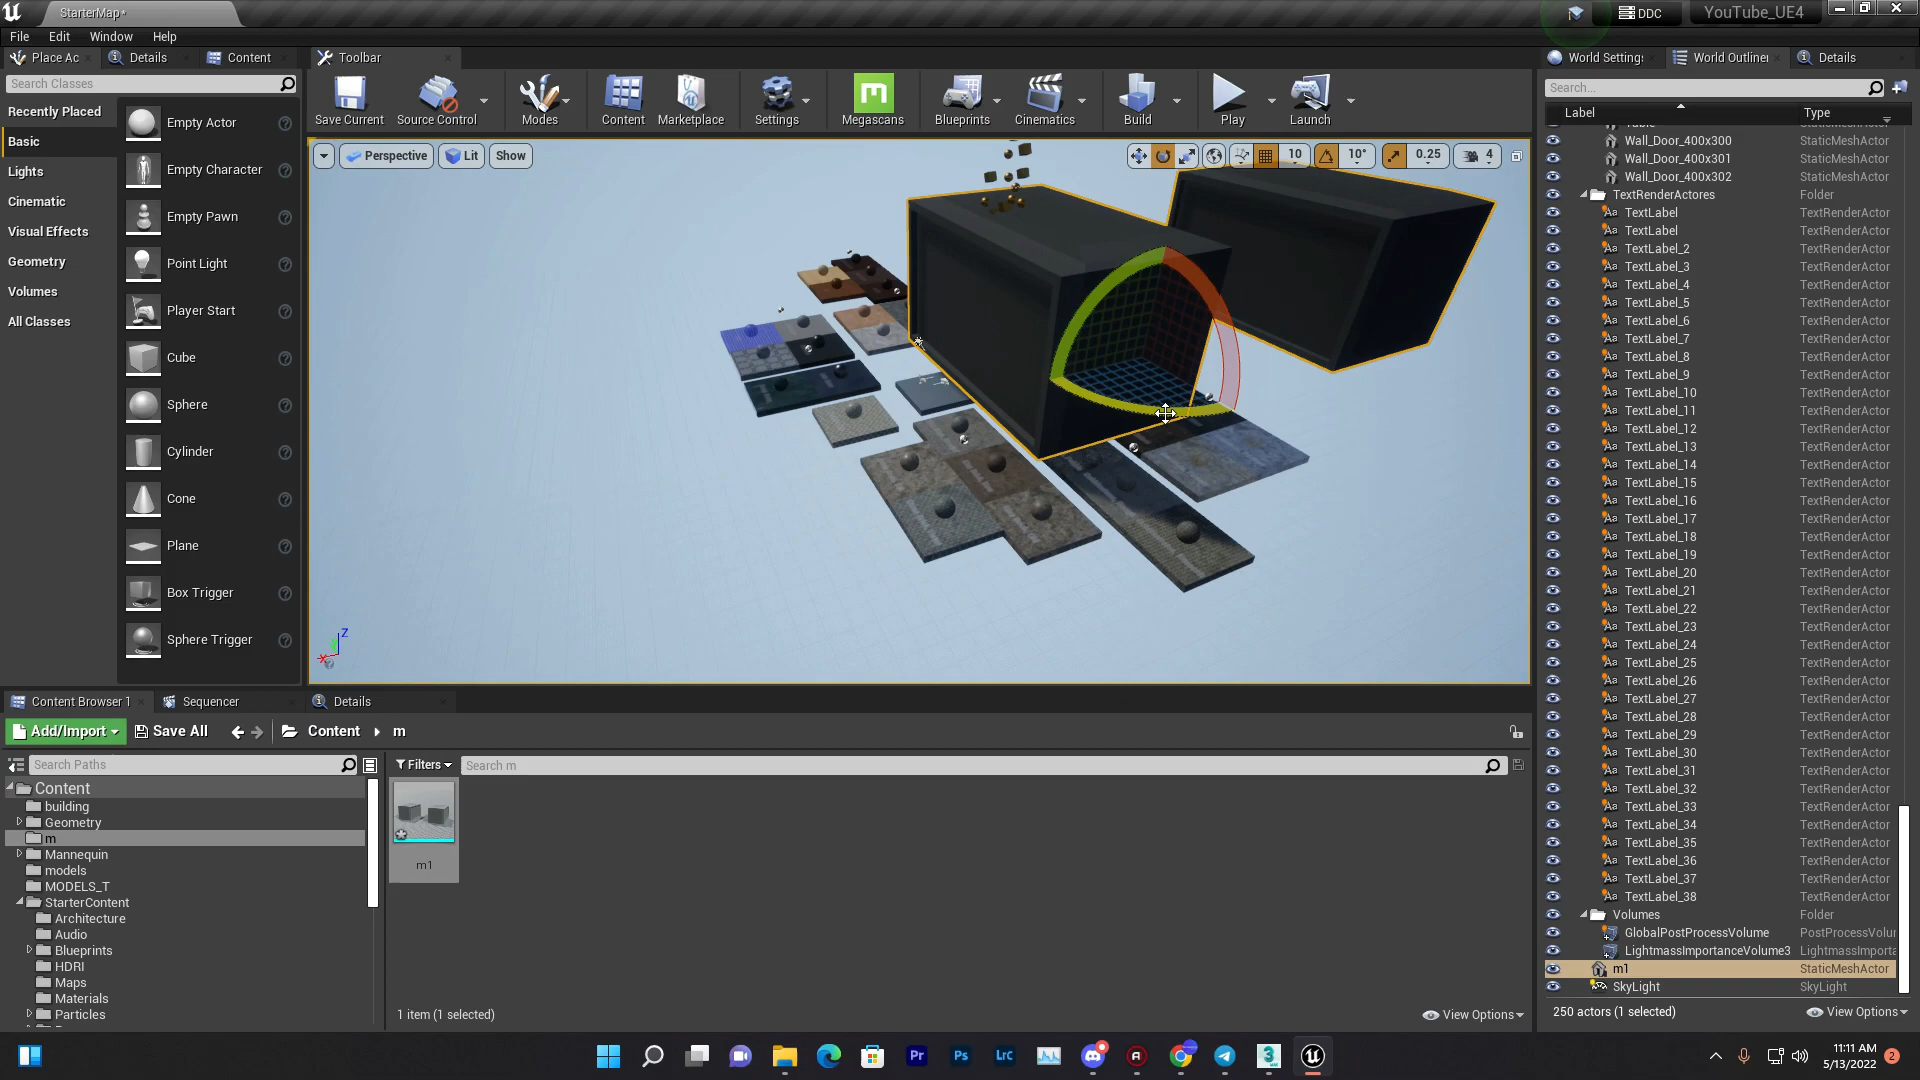 StarterMap*
DDC
YouTube_UE4
File Edit Window Help
Place Ac Details Content
Toolbar
World Settings World Outliner Details
Search Classes
Recently Placed
Basic
Lights
Cinematic
Visual Effects
Geometry
Volumes
All Classes
Empty Actor
Empty Character
Empty Pawn
Point Light
Player Start
Cube
Sphere
Cylinder
Cone
Plane
Box Trigger
Sphere Trigger
Save Current Source Control Modes Content Marketplace Settings Megascans Blueprints Cinematics Build Play Launch
Perspective Lit Show
10 10° 0.25 4
Z
X
Search...
Label Type
Wall_Door_400x300 StaticMeshActor
Wall_Door_400x301 StaticMeshActor
Wall_Door_400x302 StaticMeshActor
TextRenderActores Folder
TextLabel TextRenderActor
TextLabel TextRenderActor
TextLabel_2 TextRenderActor
TextLabel_3 TextRenderActor
TextLabel_4 TextRenderActor
TextLabel_5 TextRenderActor
TextLabel_6 TextRenderActor
TextLabel_7 TextRenderActor
TextLabel_8 TextRenderActor
TextLabel_9 TextRenderActor
TextLabel_10 TextRenderActor
TextLabel_11 TextRenderActor
TextLabel_12 TextRenderActor
TextLabel_13 TextRenderActor
TextLabel_14 TextRenderActor
TextLabel_15 TextRenderActor
TextLabel_16 TextRenderActor
TextLabel_17 TextRenderActor
TextLabel_18 TextRenderActor
TextLabel_19 TextRenderActor
TextLabel_20 TextRenderActor
TextLabel_21 TextRenderActor
TextLabel_22 TextRenderActor
TextLabel_23 TextRenderActor
TextLabel_24 TextRenderActor
TextLabel_25 TextRenderActor
TextLabel_26 TextRenderActor
TextLabel_27 TextRenderActor
TextLabel_28 TextRenderActor
TextLabel_29 TextRenderActor
TextLabel_30 TextRenderActor
TextLabel_31 TextRenderActor
TextLabel_32 TextRenderActor
TextLabel_33 TextRenderActor
TextLabel_34 TextRenderActor
TextLabel_35 TextRenderActor
TextLabel_36 TextRenderActor
TextLabel_37 TextRenderActor
TextLabel_38 TextRenderActor
Volumes Folder
GlobalPostProcessVolume PostProcessVolu
LightmassImportanceVolume3 LightmassImporta
m1 StaticMeshActor
SkyLight SkyLight
250 actors (1 selected) View Options
Content Browser 1 Sequencer Details
Add/Import Save All Content m
Search Paths
Filters Search m
Content
building
Geometry
m
Mannequin
models
MODELS_T
StarterContent
Architecture
Audio
Blueprints
HDRI
Maps
Materials
Particles
m1
1 item (1 selected) View Options
Pr Ps Lrc
3
11:11 AM
5/13/2022
2